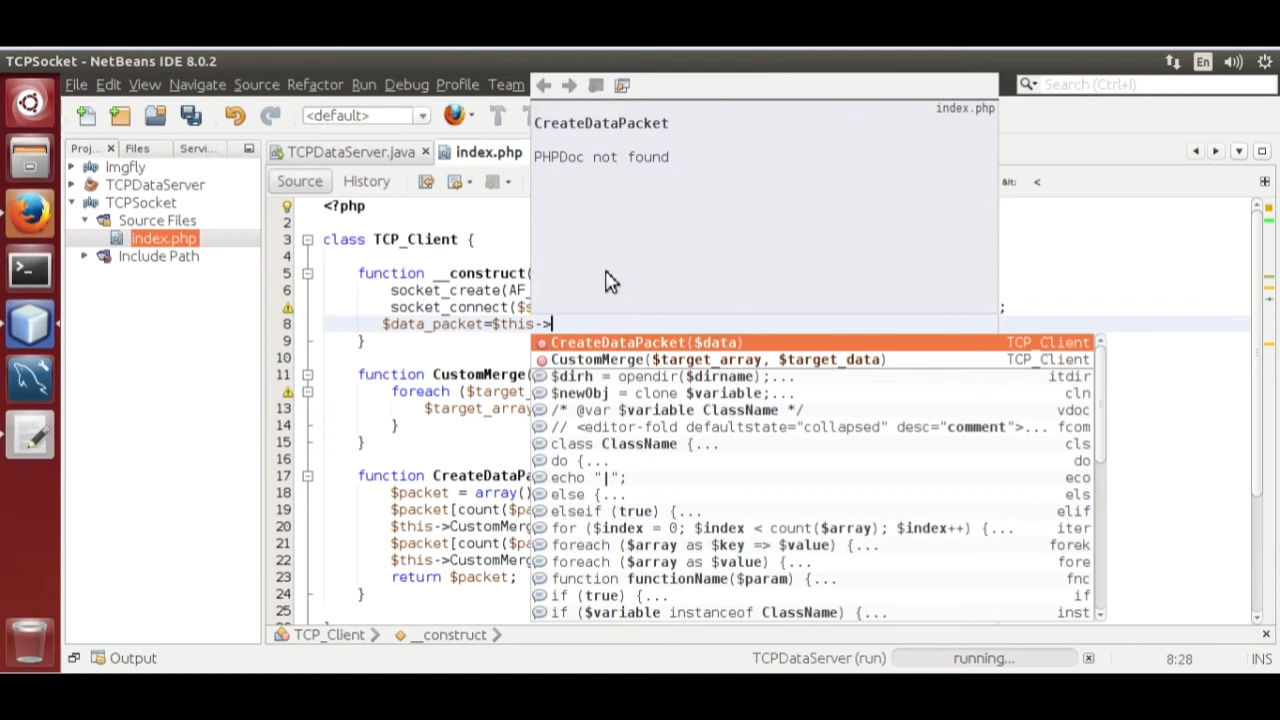 TCPSocket - NetBeans IDE 8.0.2
En
File Edit View Navigate Source Refactor Run Debug Profile Team
Search (Ctrl+I)
<default>
index.php
CreateDataPacket
PHPDoc not found
Proj... Files Servi...
TCPDataServer.java
index.php
imgfly
TCPDataServer
TCPSocket
Source Files
index.php
Include Path
Source History
<?php
2
3 class TCP_Client {
4
5 function __construct(
6 socket_create(AF_
socket_connect($s ;
8 $data_packet=$this->
9 }
10
11 function CustomMerge(
foreach ($target_
13 $target_array
14 }
15 }
16
17 function CreateDataPa
18 $packet = array()
19 $packet[count($pa
20 $this->CustomMerg
21 $packet[count($pa
22 $this->CustomMerg
23 return $packet;
24 }
25
CreateDataPacket($data) TCP_Client
CustomMerge($target_array, $target_data) TCP_Client
$dirh = opendir($dirname);... itdir
$newObj = clone $variable;... cln
/* @var $variable ClassName */ vdoc
// <editor-fold defaultstate="collapsed" desc="comment">... fcom
class ClassName {... cls
do {... do
echo "|"; eco
else {... els
elseif (true) {... elif
for ($index = 0; $index < count($array); $index++) {... iter
foreach ($array as $key => $value) {... forek
foreach ($array as $value) {... fore
function functionName($param) {... fnc
if (true) {... if
if ($variable instanceof ClassName) {... inst
TCP_Client __construct
Output
TCPDataServer (run) running... 8:28 INS